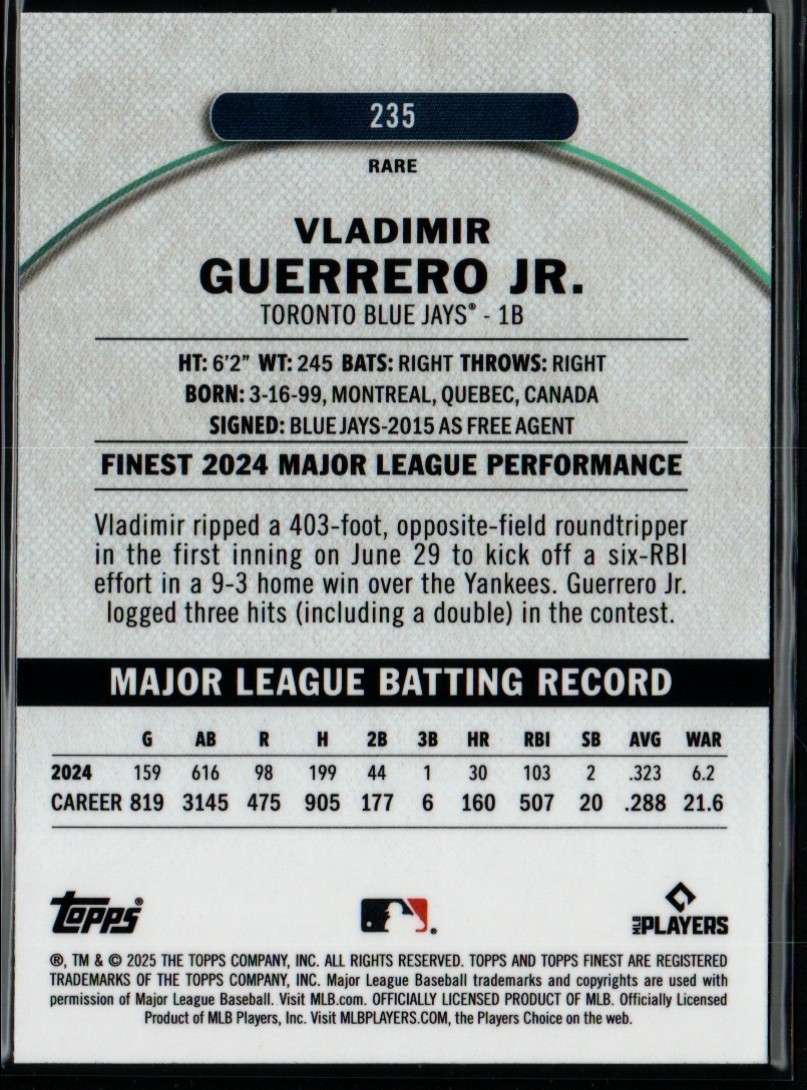 235
RARE
VLADIMIR
GUERRERO JR.
TORONTO BLUE JAYS® - 1B
HT: 6'2" WT: 245 BATS: RIGHT THROWS: RIGHT
BORN: 3-16-99, MONTREAL, QUEBEC, CANADA
SIGNED: BLUE JAYS-2015 AS FREE AGENT
FINEST 2024 MAJOR LEAGUE PERFORMANCE
Vladimir ripped a 403-foot, opposite-field roundtripper
in the first inning on June 29 to kick off a six-RBI
effort in a 9-3 home win over the Yankees. Guerrero Jr.
logged three hits (including a double) in the contest.
MAJOR LEAGUE BATTING RECORD
G AB R H 2B 3B HR RBI SB AVG WAR
2024 159 616 98 199 44 1 30 103 2 .323 6.2
CAREER 819 3145 475 905 177 6 160 507 20 .288 21.6
topps®
MLB PLAYERS
®, TM & © 2025 THE TOPPS COMPANY, INC. ALL RIGHTS RESERVED. TOPPS AND TOPPS FINEST ARE REGISTERED
TRADEMARKS OF THE TOPPS COMPANY, INC. Major League Baseball trademarks and copyrights are used with
permission of Major League Baseball. Visit MLB.com. OFFICIALLY LICENSED PRODUCT OF MLB. Officially Licensed
Product of MLB Players, Inc. Visit MLBPLAYERS.COM, the Players Choice on the web.